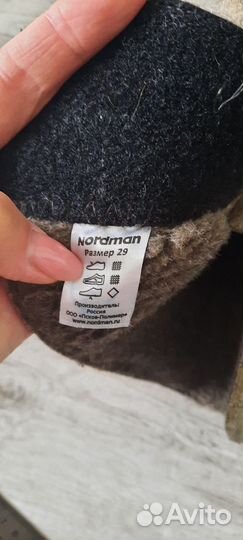 Nordman
Размер 29
Производитель:
Россия
ООО «Псков-Полимер»
www.nordman.ru
Avito